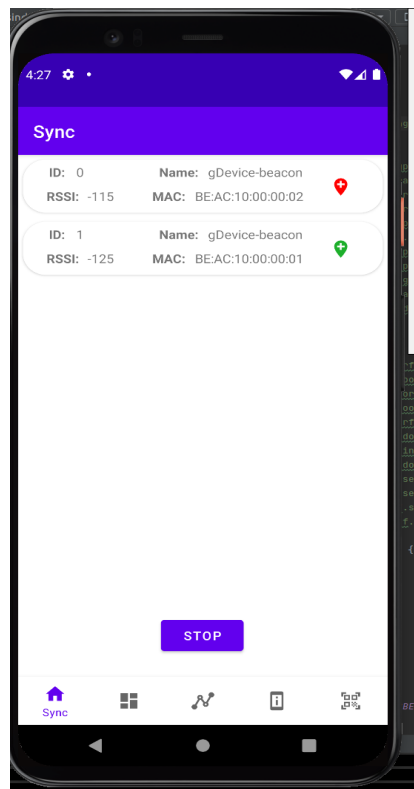 4:27
Sync
ID: 0 Name: gDevice-beacon
RSSI: -115 MAC: BE:AC:10:00:00:02
ID: 1 Name: gDevice-beacon
RSSI: -125 MAC: BE:AC:10:00:00:01
STOP
Sync